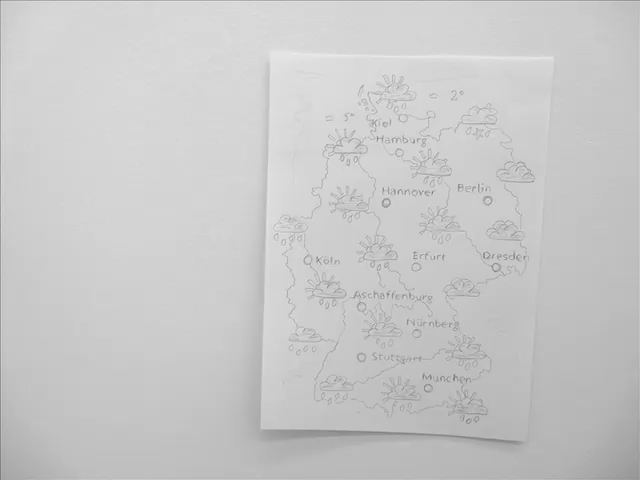 = 2°
= 5°
Kiel
Hamburg
Hannover
Berlin
Köln
Erfurt
Dresden
Aschaffenburg
Nürnberg
Stuttgart
München